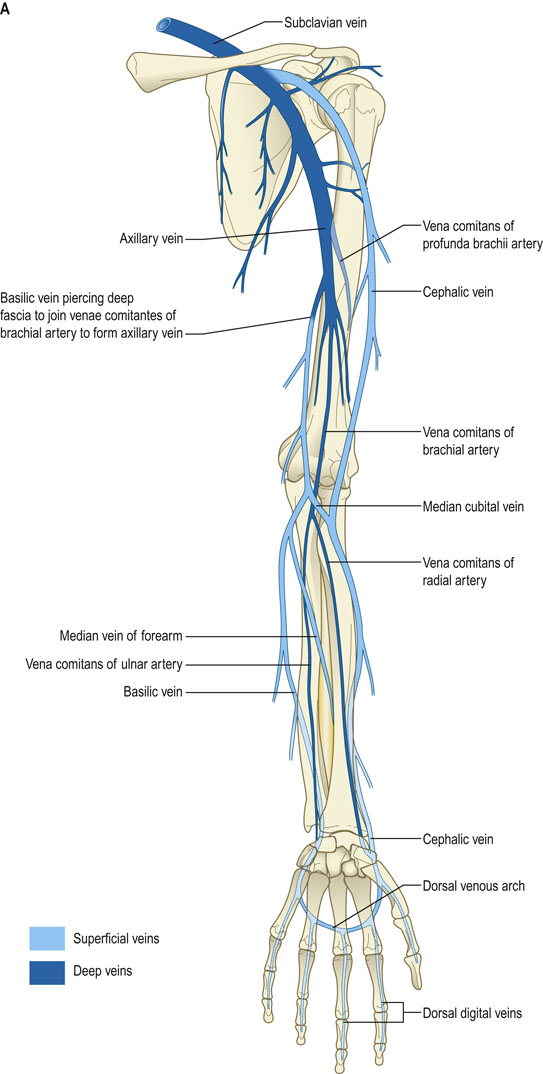 A
Subclavian vein
Axillary vein
Vena comitans of
profunda brachii artery
Cephalic vein
Basilic vein piercing deep
fascia to join venae comitantes of
brachial artery to form axillary vein
Vena comitans of
brachial artery
Median cubital vein
Vena comitans of
radial artery
Median vein of forearm
Vena comitans of ulnar artery
Basilic vein
Cephalic vein
Dorsal venous arch
Superficial veins
Deep veins
Dorsal digital veins